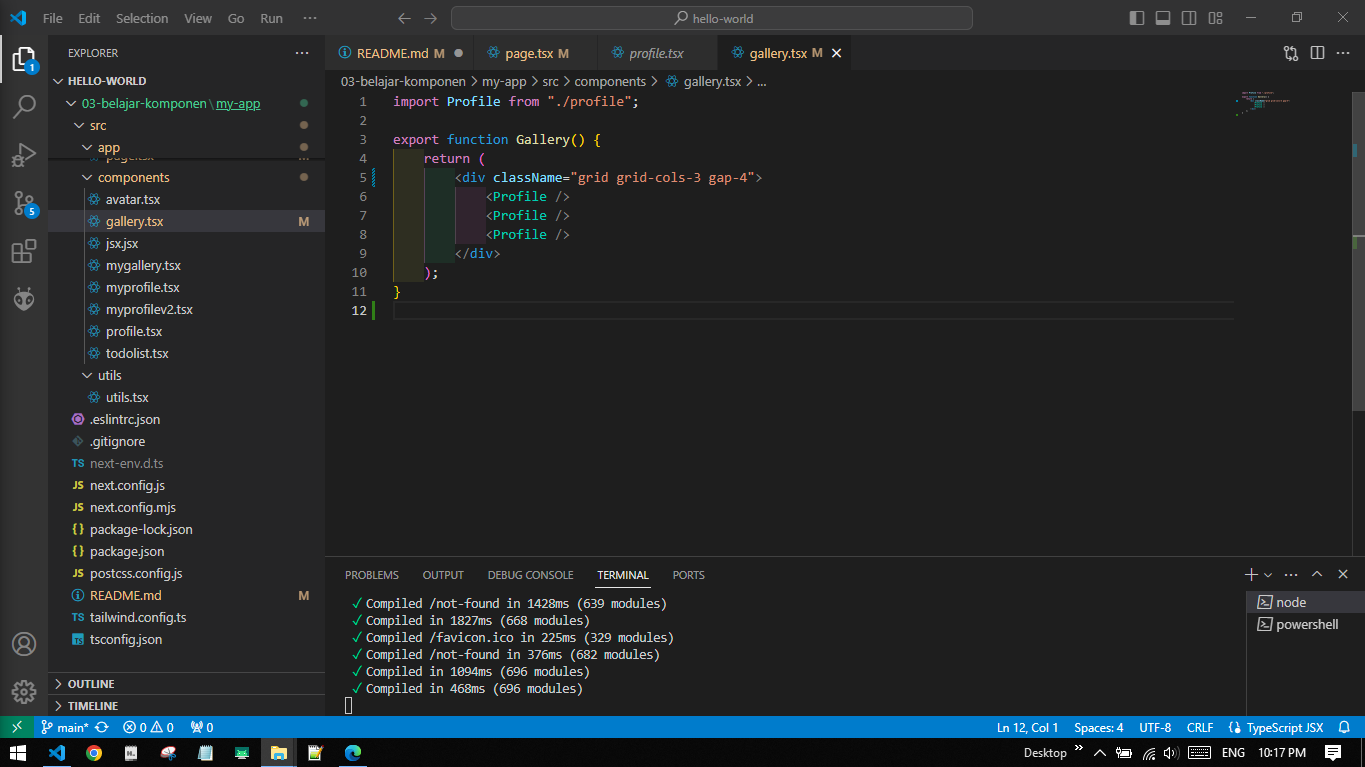 File Edit Selection View Go Run ··· hello-world
EXPLORER ···
HELLO-WORLD
03-belajar-komponen\my-app
src
app
components
avatar.tsx
gallery.tsx M
jsx.jsx
mygallery.tsx
myprofile.tsx
myprofilev2.tsx
profile.tsx
todolist.tsx
utils
utils.tsx
.eslintrc.json
.gitignore
TS next-env.d.ts
JS next.config.js
JS next.config.mjs
{ } package-lock.json
{ } package.json
JS postcss.config.js
README.md M
TS tailwind.config.ts
TS tsconfig.json
OUTLINE
TIMELINE
1
5
README.md M page.tsx M profile.tsx gallery.tsx M
03-belajar-komponen > my-app > src > components > gallery.tsx > ...
1 import Profile from "./profile";
2
3 export function Gallery() {
4 return (
5 <div className="grid grid-cols-3 gap-4">
6 <Profile />
7 <Profile />
8 <Profile />
9 </div>
10 );
11 }
12
PROBLEMS OUTPUT DEBUG CONSOLE TERMINAL PORTS
✓ Compiled /not-found in 1428ms (639 modules)
✓ Compiled in 1827ms (668 modules)
✓ Compiled /favicon.ico in 225ms (329 modules)
✓ Compiled /not-found in 376ms (682 modules)
✓ Compiled in 1094ms (696 modules)
✓ Compiled in 468ms (696 modules)
node
powershell
main* 0 0 0 Ln 12, Col 1 Spaces: 4 UTF-8 CRLF TypeScript JSX
Desktop » ENG 10:17 PM